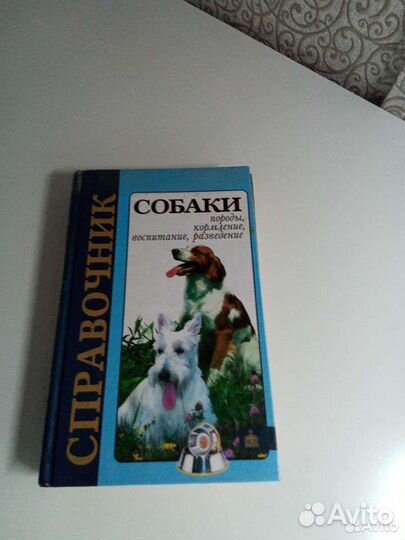 СПРАВОЧНИК
СОБАКИ
породы,
кормление,
воспитание, разведение
Avito